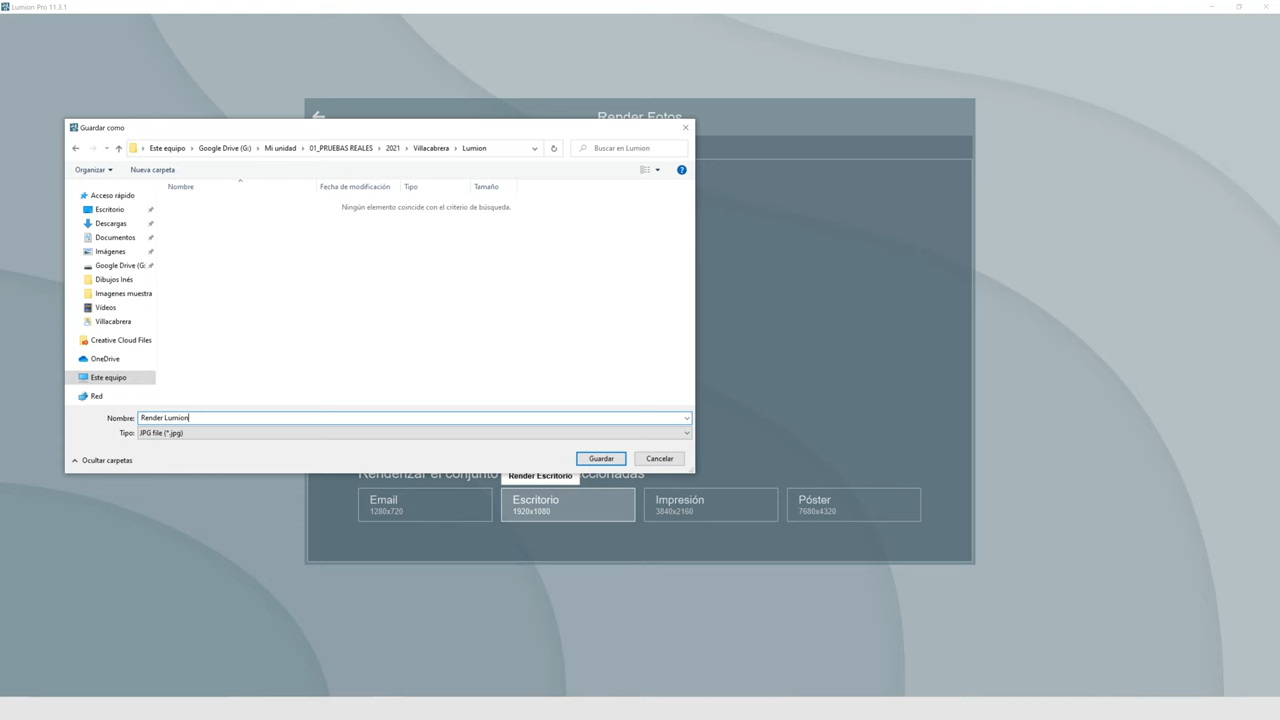 Lumion Pro 11.3.1
Render Fotos
Guardar como
Este equipo > Google Drive (G:) > Mi unidad > 01_PRUEBAS REALES > 2021 > Villacabrera > Lumion
Buscar en Lumion
Organizar
Nueva carpeta
Nombre
Fecha de modificación
Tipo
Tamaño
Ningún elemento coincide con el criterio de búsqueda.
Acceso rápido
Escritorio
Descargas
Documentos
Imágenes
Google Drive (G:
Dibujos Inés
Imagenes muestra
Vídeos
Villacabrera
Creative Cloud Files
OneDrive
Este equipo
Red
Nombre: Render Lumion
Tipo: JPG file (*.jpg)
Ocultar carpetas
Guardar
Cancelar
Renderizar el conjunto
ccionadas
Render Escritorio
Email
1280x720
Escritorio
1920x1080
Impresión
3840x2160
Póster
7680x4320